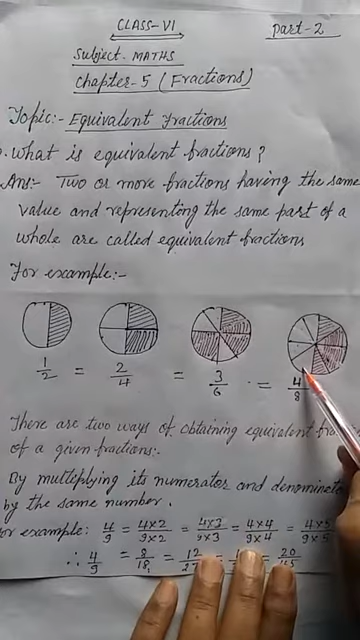 CLASS-VI
Part-2
Subject- MATHS
Chapter-5 (Fractions)
Topic:- Equivalent Fractions
What is equivalent fractions?
Ans:- Two or more fractions having the same
value and representing the same part of a
whole are called equivalent fractions
For example:-
1/2 = 2/4 = 3/6 = 4/8
There are two ways of obtaining equivalent
of a given fractions:-
By multiplying its numerator and
by the same number.
For example: 4/9 = 4×2/9×2 = 4×3/9×3 = 4×4/9×4 = 4×5/9×5
∴ 4/9 = 8/18 = 12/27 = = 20/45